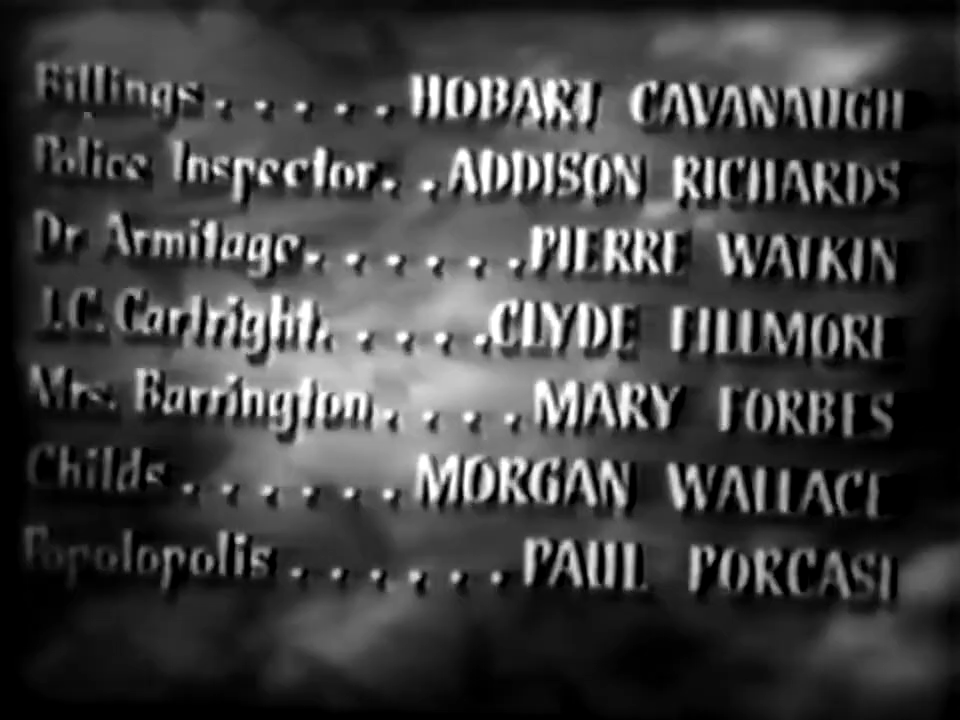 Billings.....HOBART CAVANAUGH
Police Inspector..ADDISON RICHARDS
Dr Armitage......PIERRE WATKIN
J.C. Cartright.....CLYDE FILLMORE
Mrs. Barrington....MARY FORBES
Childs......MORGAN WALLACE
Popolopolis......PAUL PORCASI